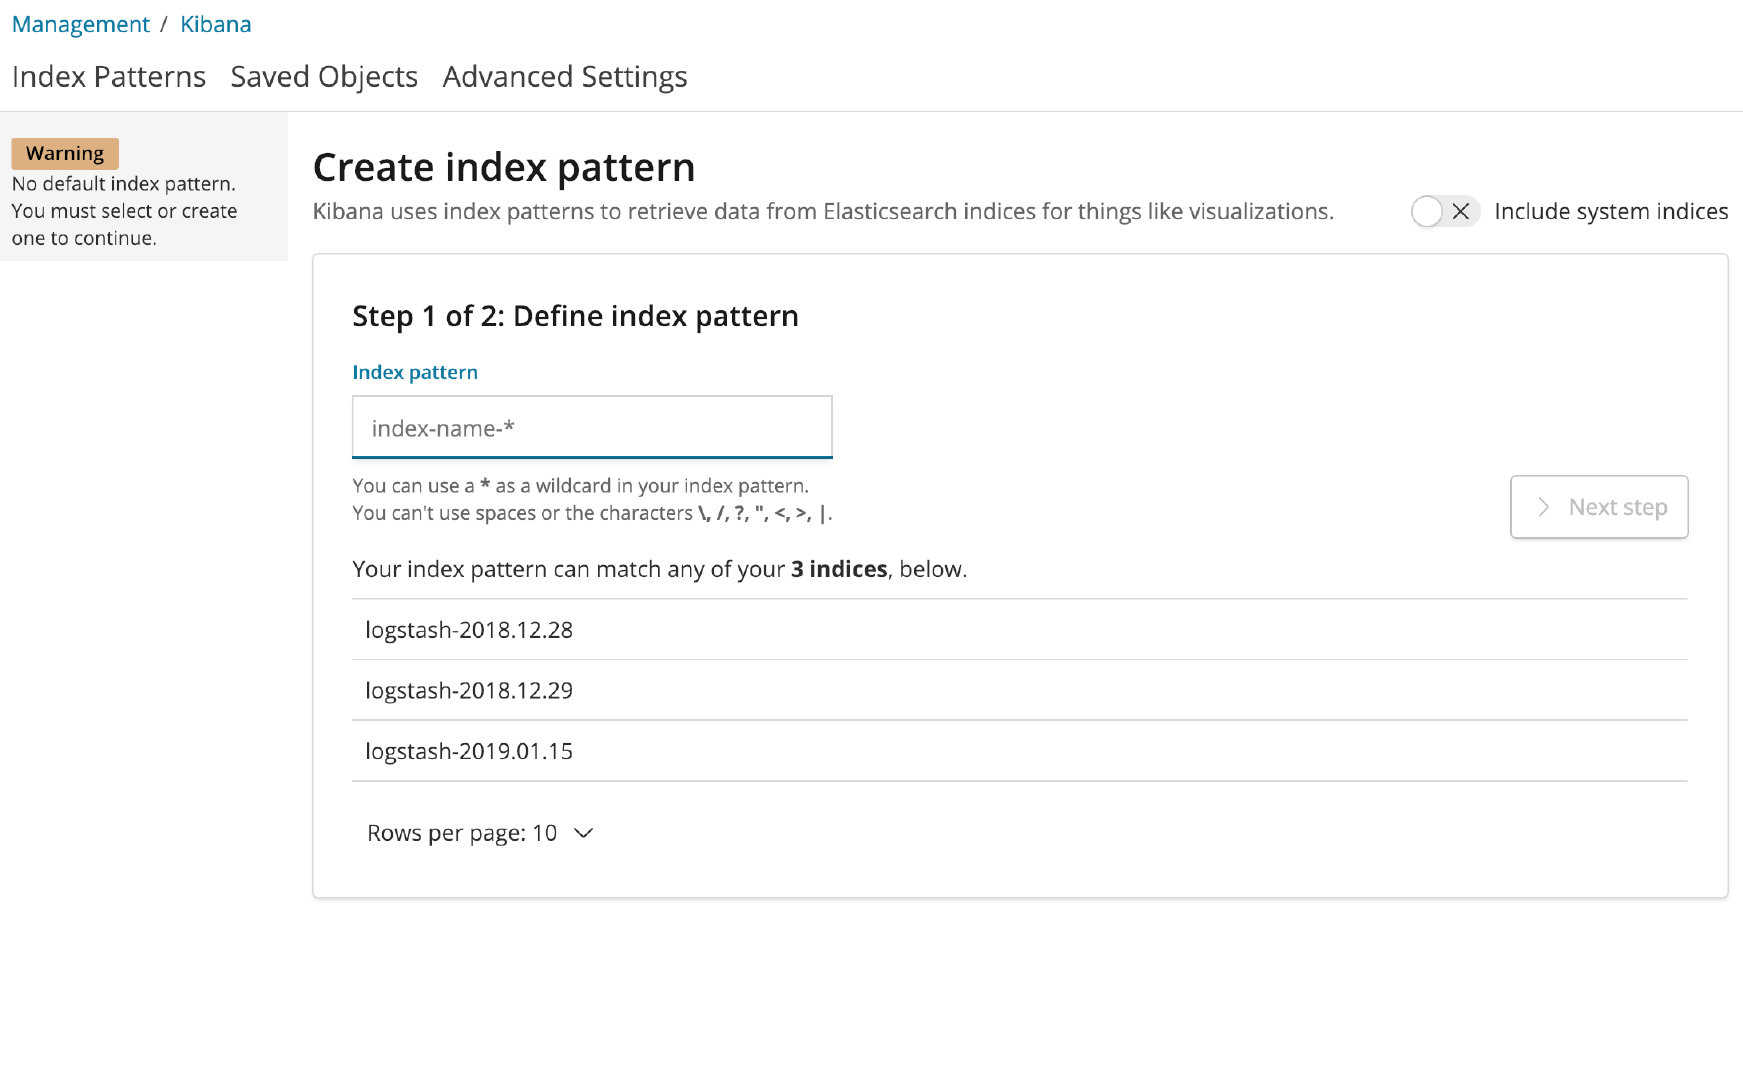 Management / Kibana
Index Patterns Saved Objects Advanced Settings
Warning
No default index pattern.
You must select or create
one to continue.
Create index pattern
Kibana uses index patterns to retrieve data from Elasticsearch indices for things like visualizations.
Include system indices
Step 1 of 2: Define index pattern
Index pattern
index-name-*
You can use a * as a wildcard in your index pattern.
You can't use spaces or the characters \, /, ?, ", <, >, |.
Next step
Your index pattern can match any of your 3 indices, below.
logstash-2018.12.28
logstash-2018.12.29
logstash-2019.01.15
Rows per page: 10